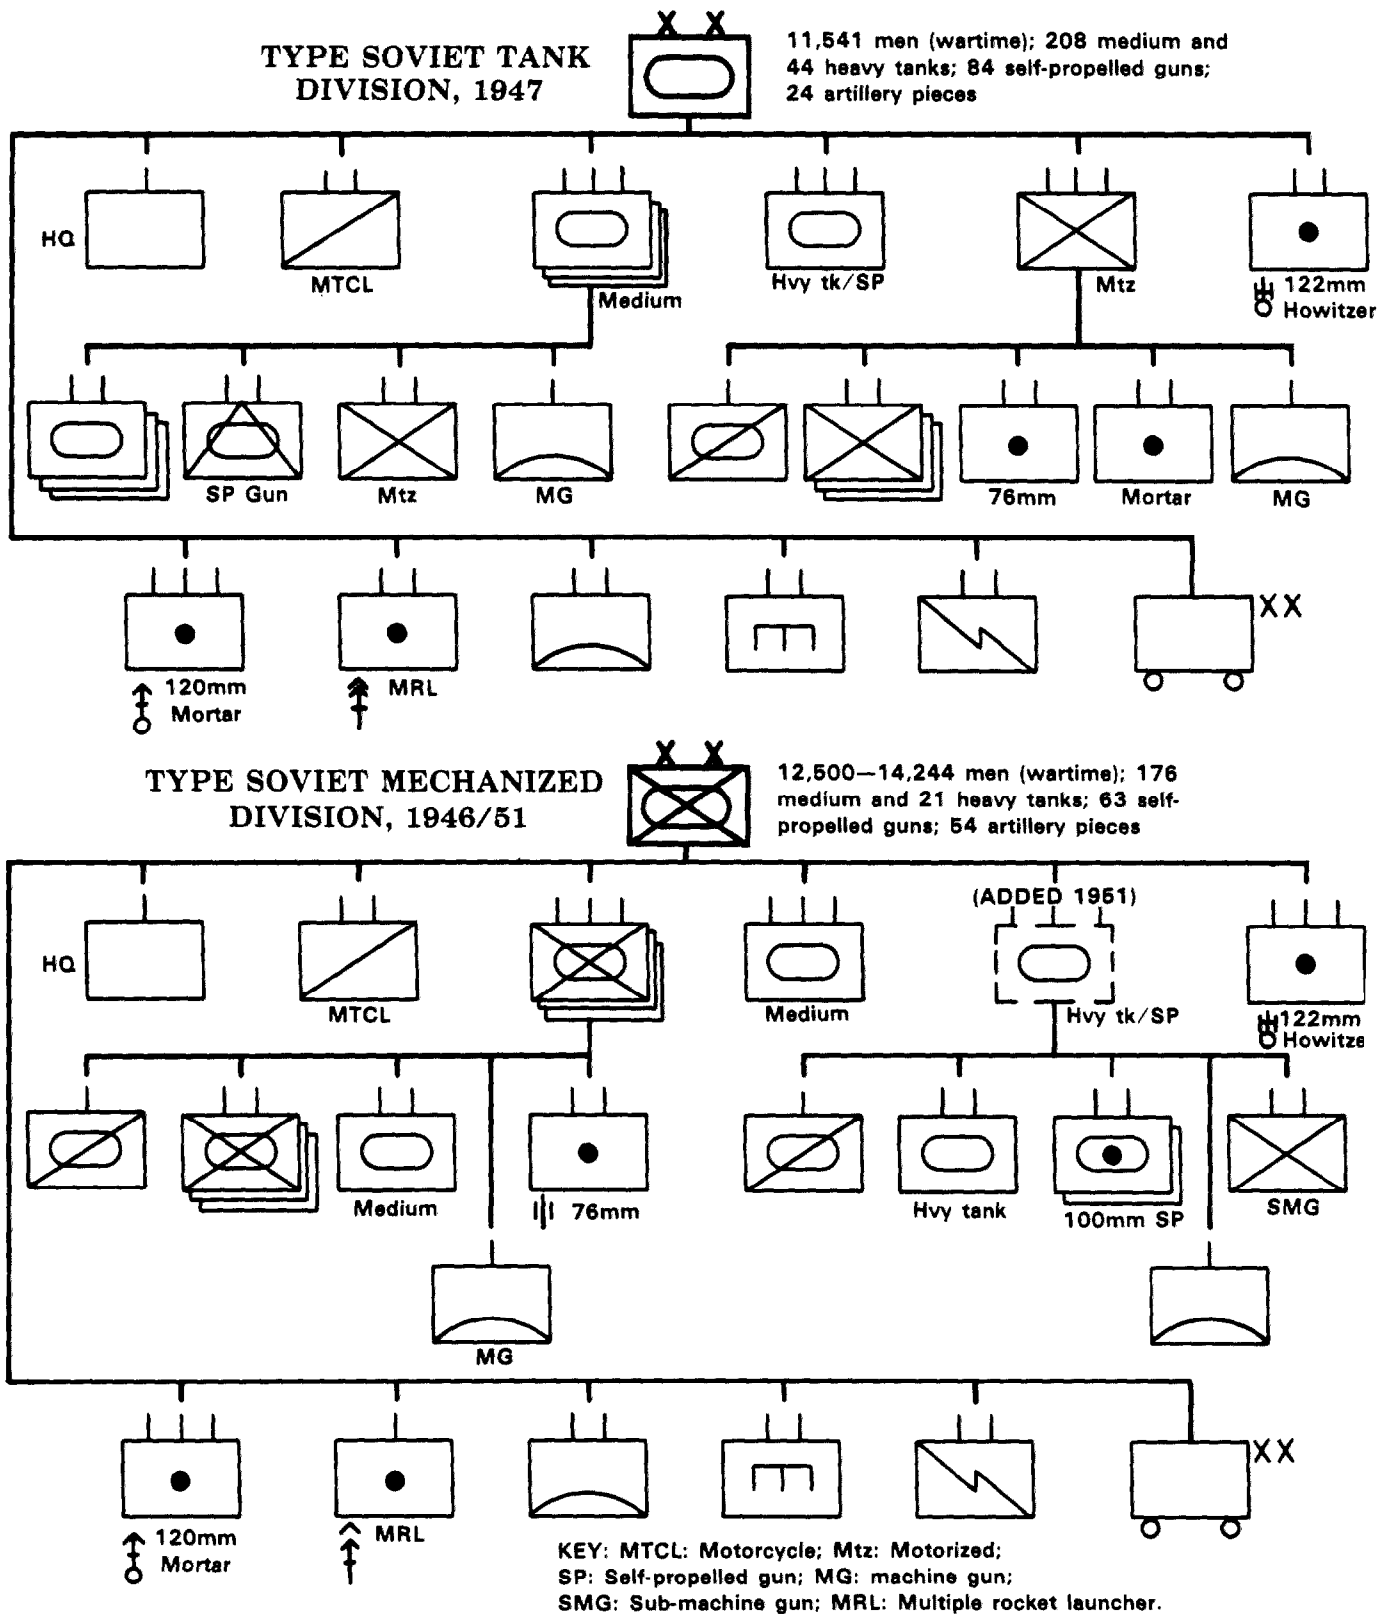 TYPE SOVIET TANK
DIVISION, 1947
11,541 men (wartime); 208 medium and
44 heavy tanks; 84 self-propelled guns;
24 artillery pieces
HQ
MTCL
Medium
Hvy tk/SP
Mtz
122mm
Howitzer
SP Gun
Mtz
MG
76mm
Mortar
MG
XX
120mm
Mortar
MRL
TYPE SOVIET MECHANIZED
DIVISION, 1946/51
12,500—14,244 men (wartime); 176
medium and 21 heavy tanks; 63 self-
propelled guns; 54 artillery pieces
(ADDED 1951)
HQ
MTCL
Medium
Hvy tk/SP
122mm
Howitze
Medium
76mm
Hvy tank
100mm SP
SMG
MG
XX
120mm
Mortar
MRL
KEY: MTCL: Motorcycle; Mtz: Motorized;
SP: Self-propelled gun; MG: machine gun;
SMG: Sub-machine gun; MRL: Multiple rocket launcher.